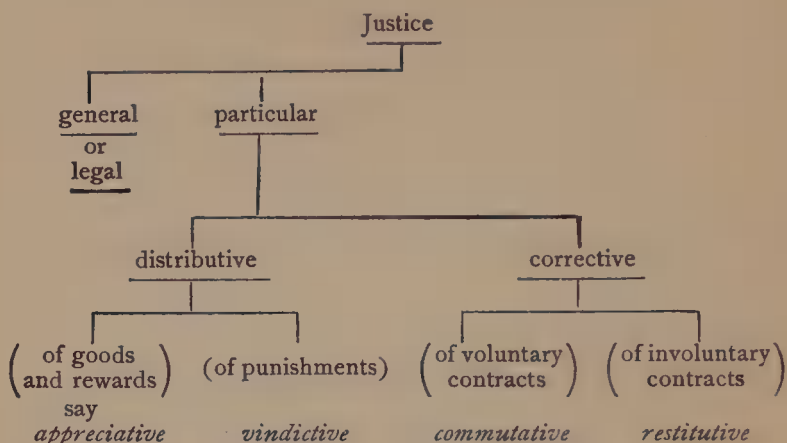 Justice
general
or
legal
particular
distributive
corrective
(of goods
and rewards)
say
appreciative
(of punishments)
vindictive
(of voluntary
contracts)
commutative
(of involuntary
contracts)
restitutive